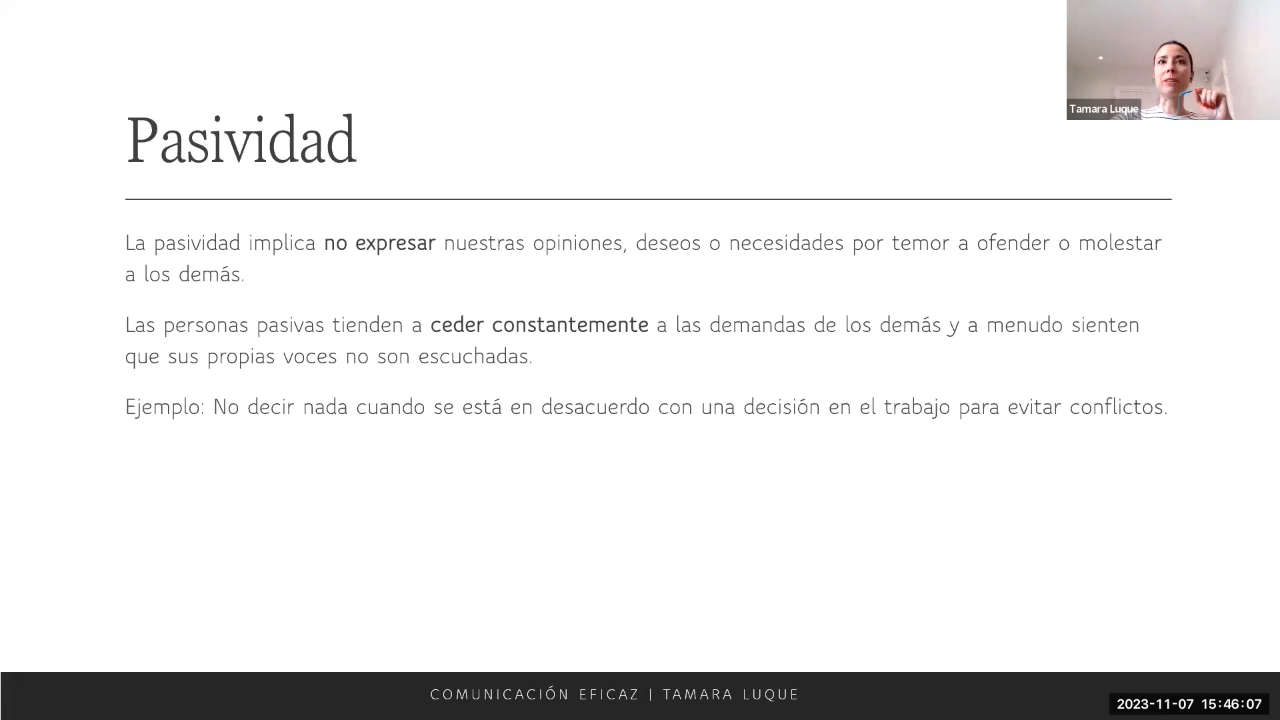 Tamara Luque
Pasividad
La pasividad implica no expresar nuestras opiniones, deseos o necesidades por temor a ofender o molestar
a los demás.
Las personas pasivas tienden a ceder constantemente a las demandas de los demás y a menudo sienten
que sus propias voces no son escuchadas.
Ejemplo: No decir nada cuando se está en desacuerdo con una decisión en el trabajo para evitar conflictos.
COMUNICACIÓN EFICAZ | TAMARA LUQUE
2023-11-07 15:46:07